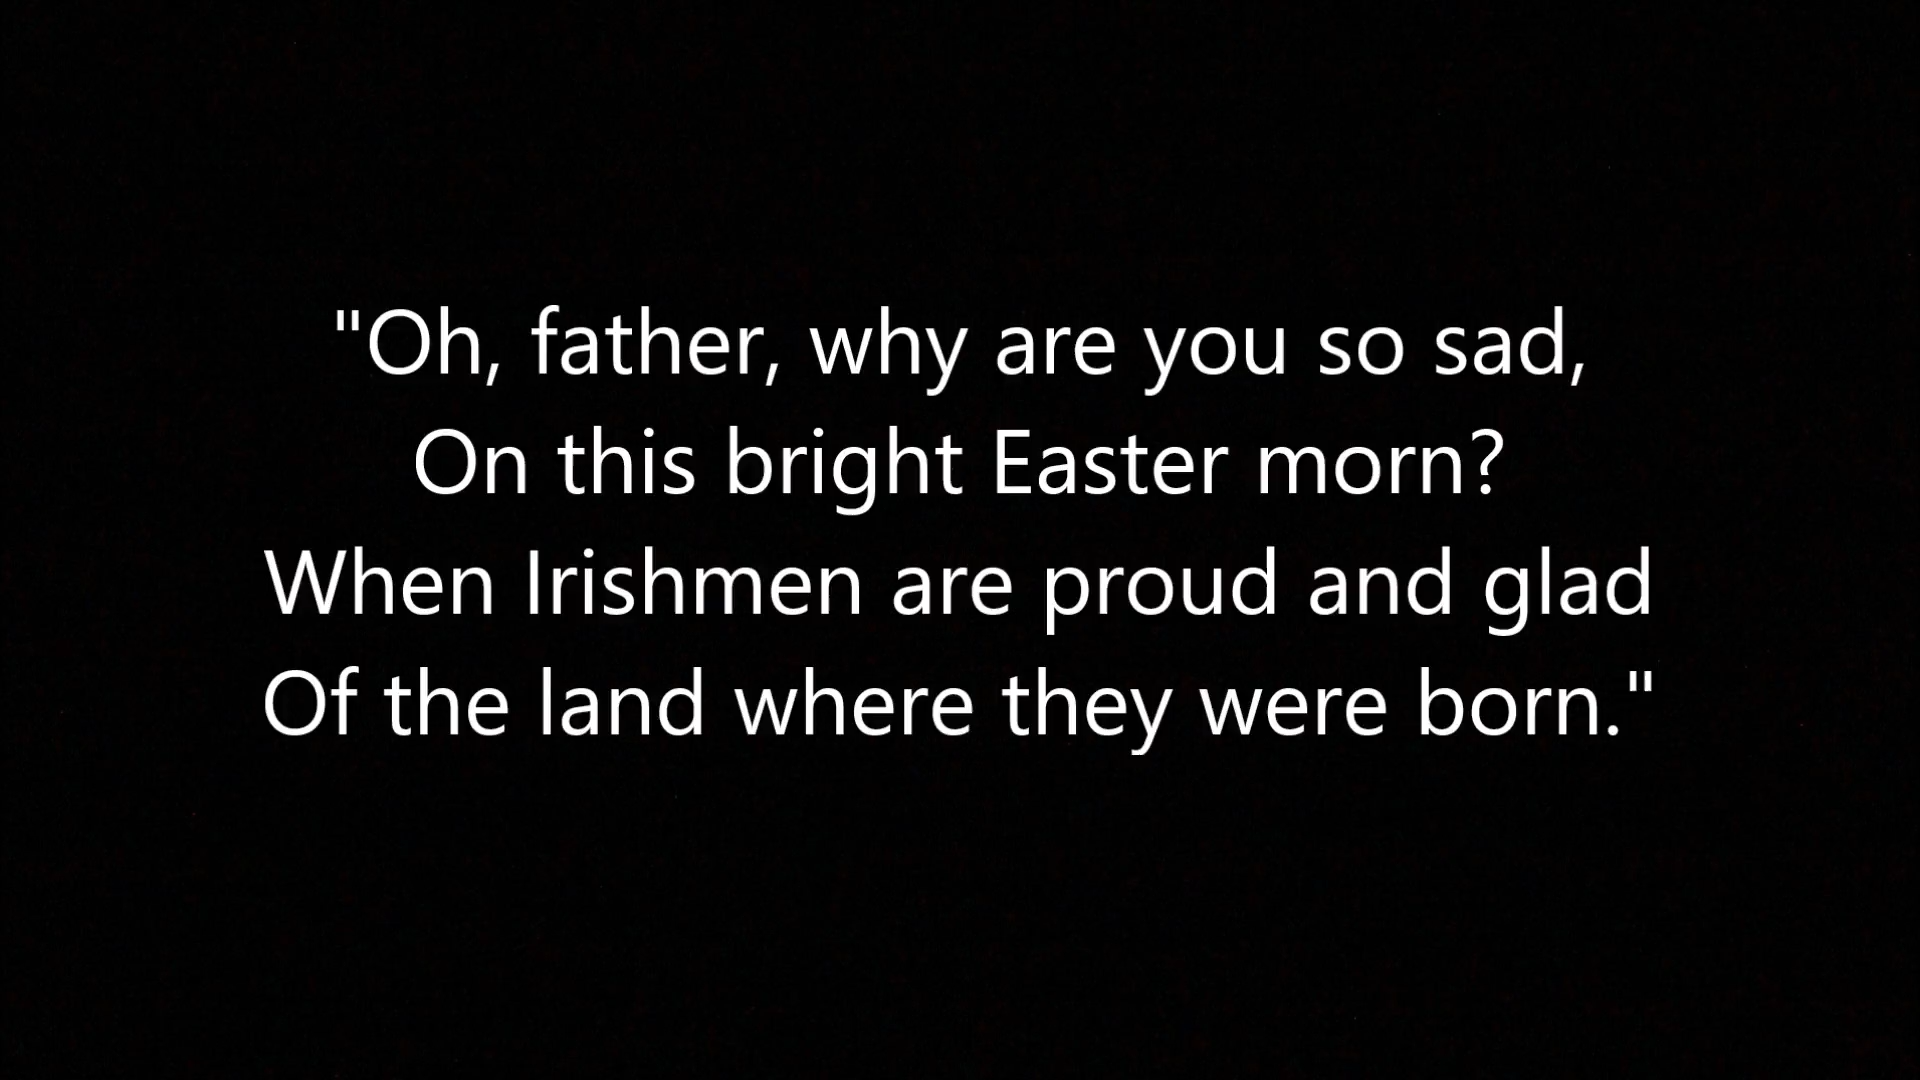 "Oh, father, why are you so sad,
On this bright Easter morn?
When Irishmen are proud and glad
Of the land where they were born."